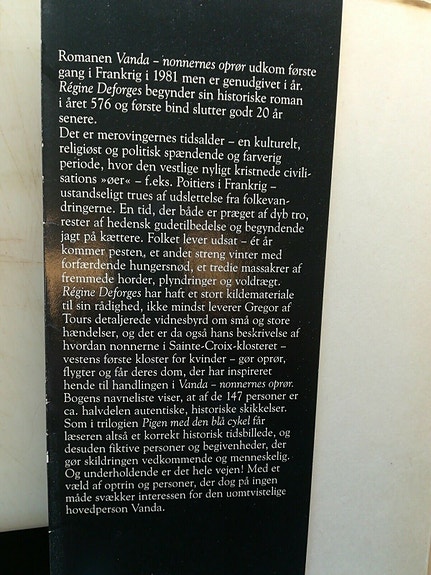 Romanen Vanda – nonnernes oprør udkom første
gang i Frankrig i 1981 men er genudgivet i år.
Régine Deforges begynder sin historiske roman
i året 576 og første bind slutter godt 20 år
senere.
Det er merovingernes tidsalder – en kulturelt,
religiøst og politisk spændende og farverig
periode, hvor den vestlige nyligt kristnede civili-
sations »øer« – f.eks. Poitiers i Frankrig –
ustandseligt trues af udslettelse fra folkevan-
dringerne. En tid, der både er præget af dyb tro,
rester af hedensk gudetilbedelse og begyndende
jagt på kættere. Folket lever udsat – ét år
kommer pesten, et andet streng vinter med
forfærdende hungersnød, et tredie massakrer af
fremmede horder, plyndringer og voldtægt.
Régine Deforges har haft et stort kildemateriale
til sin rådighed, ikke mindst leverer Gregor af
Tours detaljerede vidnesbyrd om små og store
hændelser, og det er da også hans beskrivelse af
hvordan nonnerne i Sainte-Croix-klosteret –
vestens første kloster for kvinder – gør oprør,
flygter og får deres dom, der har inspireret
hende til handlingen i Vanda – nonnernes oprør.
Bogens navneliste viser, at af de 147 personer er
ca. halvdelen autentiske, historiske skikkelser.
Som i trilogien Pigen med den blå cykel får
læseren altså et korrekt historisk tidsbillede, og
desuden fiktive personer og begivenheder, der
gør skildringen vedkommende og menneskelig.
Og underholdende er det hele vejen! Med et
væld af optrin og personer, der dog på ingen
måde svækker interessen for den uomtvistelige
hovedperson Vanda.